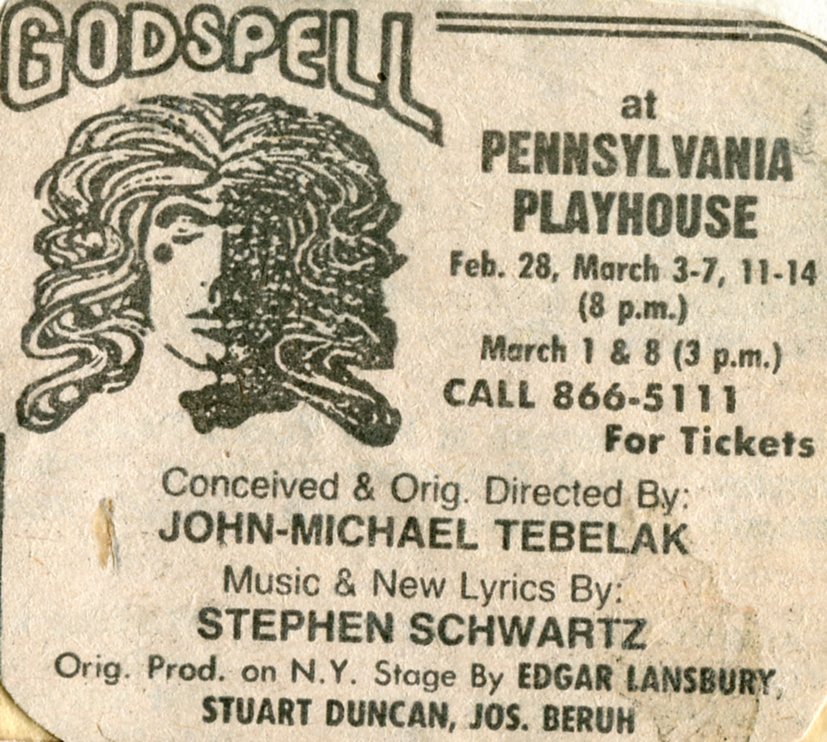 GODSPELL
at
PENNSYLVANIA
PLAYHOUSE
Feb. 28, March 3-7, 11-14
(8 p.m.)
March 1 & 8 (3 p.m.)
CALL 866-5111
For Tickets
Conceived & Orig. Directed By:
JOHN-MICHAEL TEBELAK
Music & New Lyrics By:
STEPHEN SCHWARTZ
Orig. Prod. on N.Y. Stage By EDGAR LANSBURY,
STUART DUNCAN, JOS. BERUH